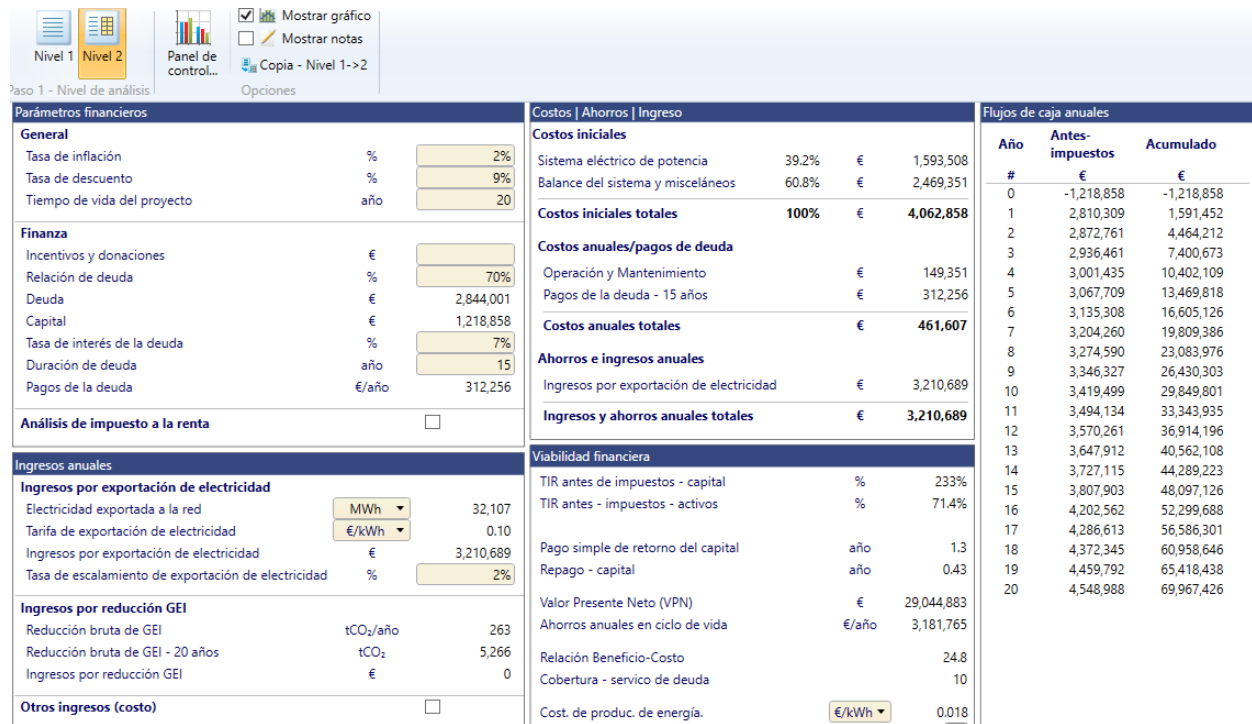 Nivel 1 Nivel 2
Panel de control...
Mostrar gráfico
Mostrar notas
Copia - Nivel 1->2
Paso 1 - Nivel de análisis
Opciones
Parámetros financieros
General
Tasa de inflación % 2%
Tasa de descuento % 9%
Tiempo de vida del proyecto año 20
Finanza
Incentivos y donaciones €
Relación de deuda % 70%
Deuda € 2,844,001
Capital € 1,218,858
Tasa de interés de la deuda % 7%
Duración de deuda año 15
Pagos de la deuda €/año 312,256
Análisis de impuesto a la renta
Ingresos anuales
Ingresos por exportación de electricidad
Electricidad exportada a la red MWh 32,107
Tarifa de exportación de electricidad €/kWh 0.10
Ingresos por exportación de electricidad € 3,210,689
Tasa de escalamiento de exportación de electricidad % 2%
Ingresos por reducción GEI
Reducción bruta de GEI tCO₂/año 263
Reducción bruta de GEI - 20 años tCO₂ 5,266
Ingresos por reducción GEI € 0
Otros ingresos (costo)
Costos | Ahorros | Ingreso
Costos iniciales
Sistema eléctrico de potencia 39.2% € 1,593,508
Balance del sistema y misceláneos 60.8% € 2,469,351
Costos iniciales totales 100% € 4,062,858
Costos anuales/pagos de deuda
Operación y Mantenimiento € 149,351
Pagos de la deuda - 15 años € 312,256
Costos anuales totales € 461,607
Ahorros e ingresos anuales
Ingresos por exportación de electricidad € 3,210,689
Ingresos y ahorros anuales totales € 3,210,689
Viabilidad financiera
TIR antes de impuestos - capital % 233%
TIR antes - impuestos - activos % 71.4%
Pago simple de retorno del capital año 1.3
Repago - capital año 0.43
Valor Presente Neto (VPN) € 29,044,883
Ahorros anuales en ciclo de vida €/año 3,181,765
Relación Beneficio-Costo 24.8
Cobertura - servico de deuda 10
Cost. de produc. de energía. €/kWh 0.018
Flujos de caja anuales
Año Antes-impuestos Acumulado
# € €
0 -1,218,858 -1,218,858
1 2,810,309 1,591,452
2 2,872,761 4,464,212
3 2,936,461 7,400,673
4 3,001,435 10,402,109
5 3,067,709 13,469,818
6 3,135,308 16,605,126
7 3,204,260 19,809,386
8 3,274,590 23,083,976
9 3,346,327 26,430,303
10 3,419,499 29,849,801
11 3,494,134 33,343,935
12 3,570,261 36,914,196
13 3,647,912 40,562,108
14 3,727,115 44,289,223
15 3,807,903 48,097,126
16 4,202,562 52,299,688
17 4,286,613 56,586,301
18 4,372,345 60,958,646
19 4,459,792 65,418,438
20 4,548,988 69,967,426